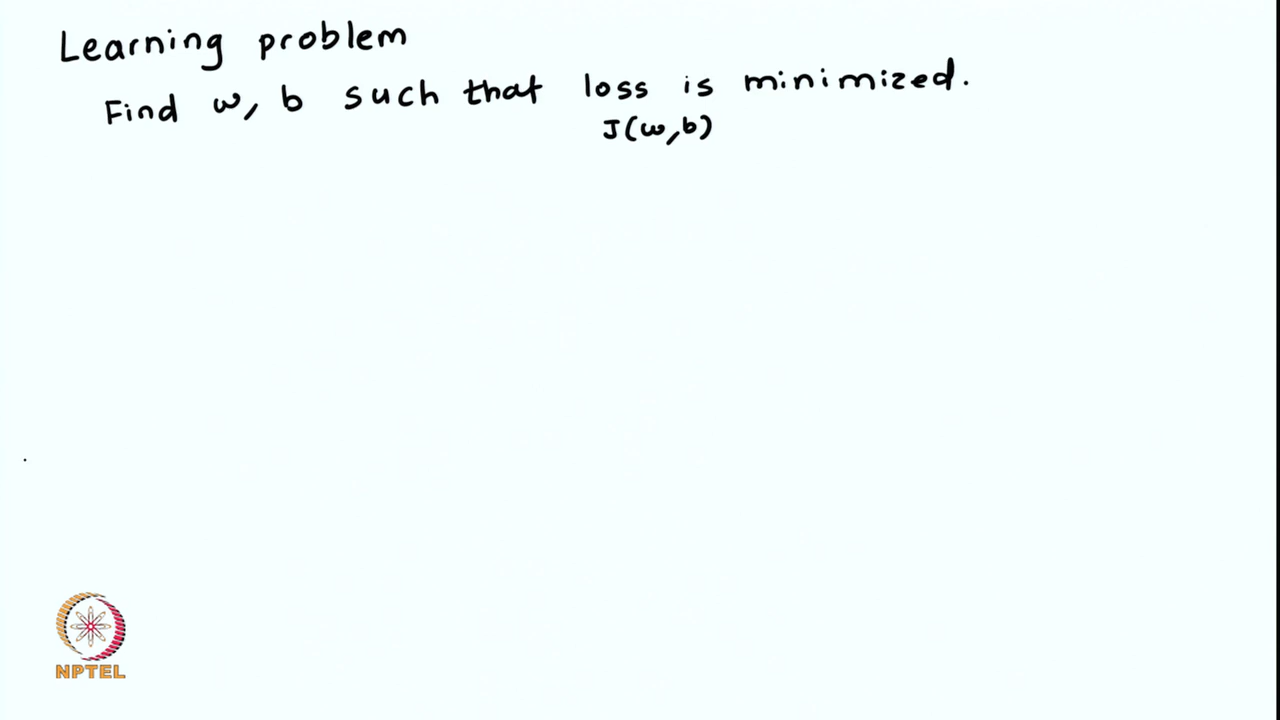 Learning problem
Find w, b such that loss is minimized.
J(w,b)
NPTEL